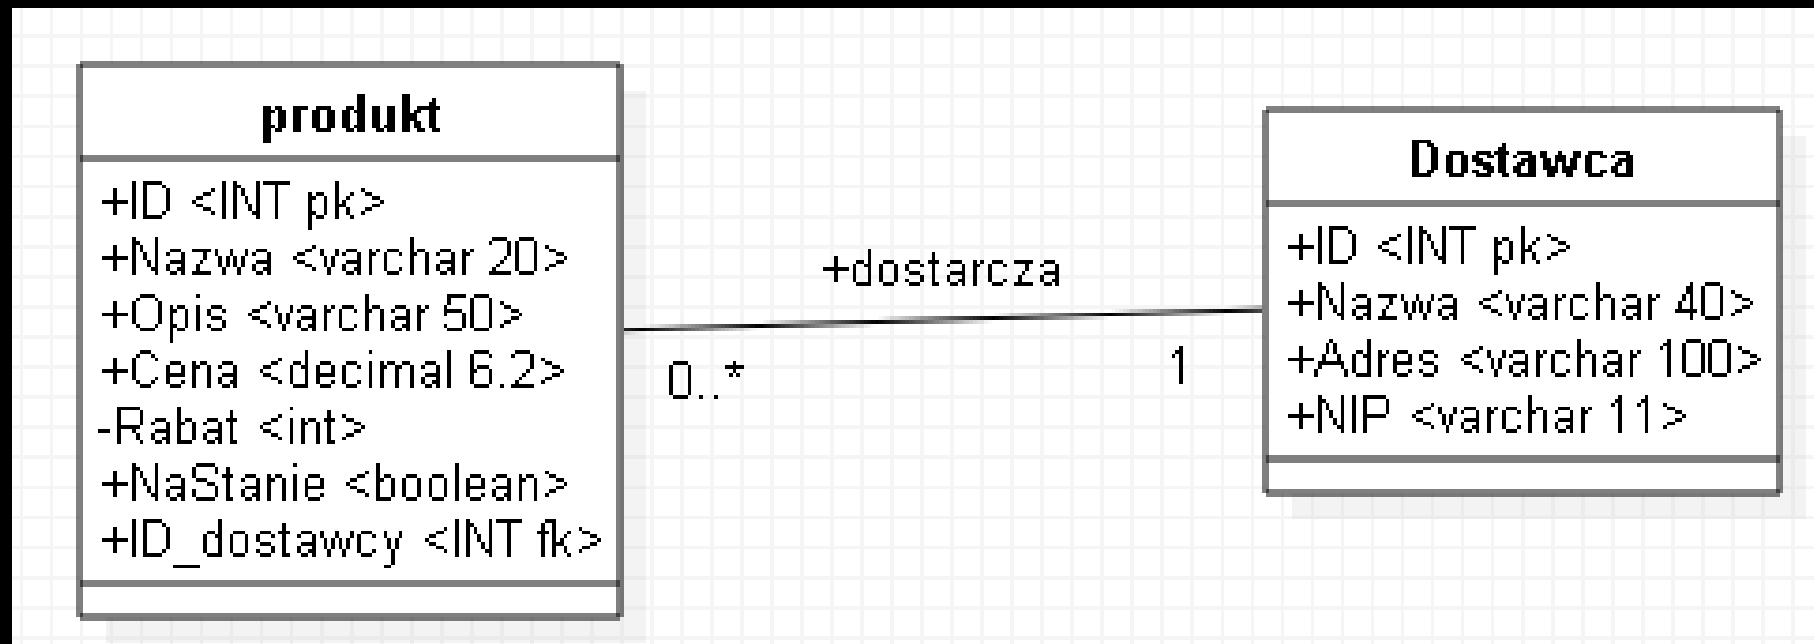 produkt
+ID <INT pk>
+Nazwa <varchar 20>
+Opis <varchar 50>
+Cena <decimal 6.2>
-Rabat <int>
+NaStanie <boolean>
+ID_dostawcy <INT fk>
+dostarcza
0..*
1
Dostawca
+ID <INT pk>
+Nazwa <varchar 40>
+Adres <varchar 100>
+NIP <varchar 11>